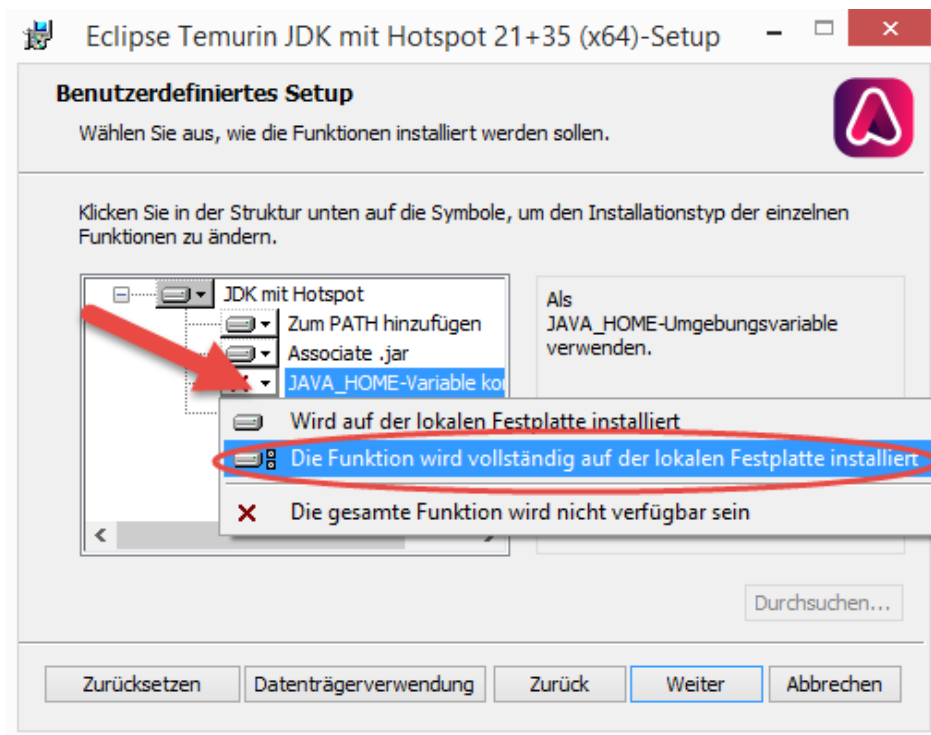 Eclipse Temurin JDK mit Hotspot 21+35 (x64)-Setup
Benutzerdefiniertes Setup
Wählen Sie aus, wie die Funktionen installiert werden sollen.
Klicken Sie in der Struktur unten auf die Symbole, um den Installationstyp der einzelnen
Funktionen zu ändern.
JDK mit Hotspot
Zum PATH hinzufügen
Associate .jar
JAVA_HOME-Variable
Als
JAVA_HOME-Umgebungsvariable
verwenden.
Wird auf der lokalen Festplatte installiert
Die Funktion wird vollständig auf der lokalen Festplatte installiert
Die gesamte Funktion wird nicht verfügbar sein
Durchsuchen...
Zurücksetzen
Datenträgerverwendung
Zurück
Weiter
Abbrechen